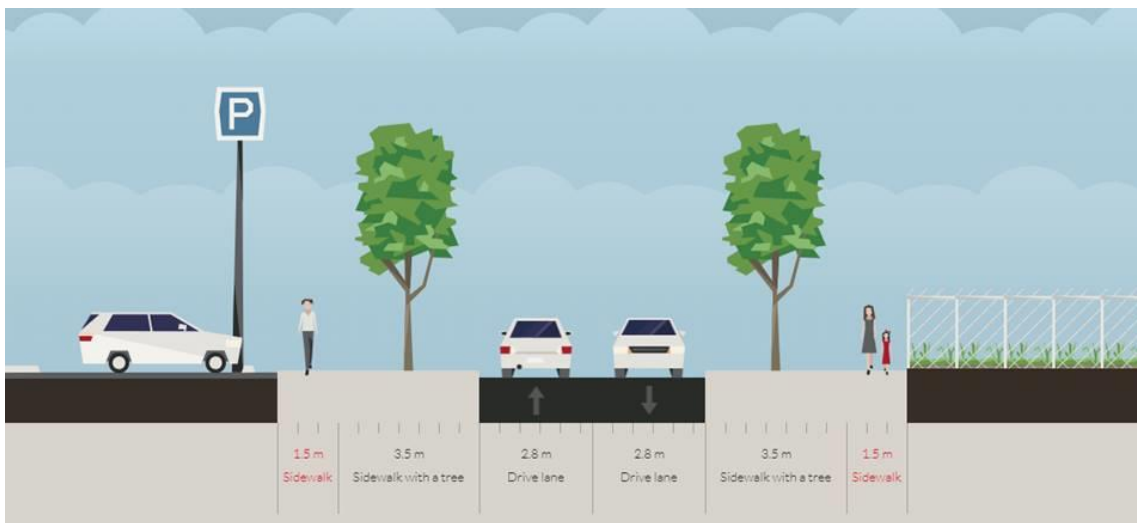 P
1.5 m
Sidewalk
3.5 m
Sidewalk with a tree
2.8 m
Drive lane
2.8 m
Drive lane
3.5 m
Sidewalk with a tree
1.5 m
Sidewalk